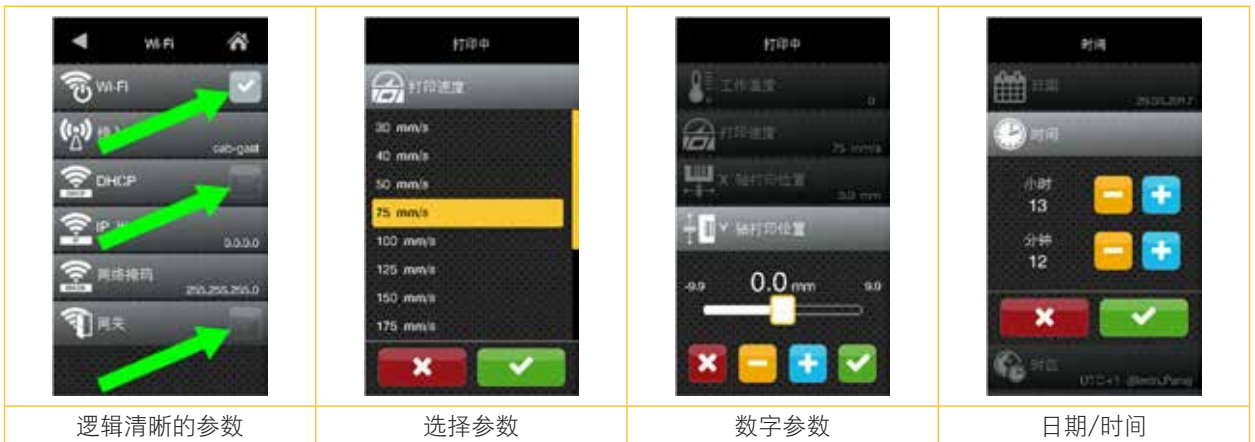 Wi-Fi
Wi-Fi
cab-gast
DHCP
IP
0.0.0.0
网络掩码
255.255.255.0
网关
逻辑清晰的参数
打印中
打印速度
30 mm/s
40 mm/s
50 mm/s
75 mm/s
100 mm/s
125 mm/s
150 mm/s
175 mm/s
选择参数
打印中
工作温度
0
打印速度
75 mm/s
X 轴打印位置
0.0 mm
Y 轴打印位置
0.0 mm
-9.9
9.9
数字参数
时间
日期
时间
小时
13
分钟
12
时区
UTC+1
日期/时间